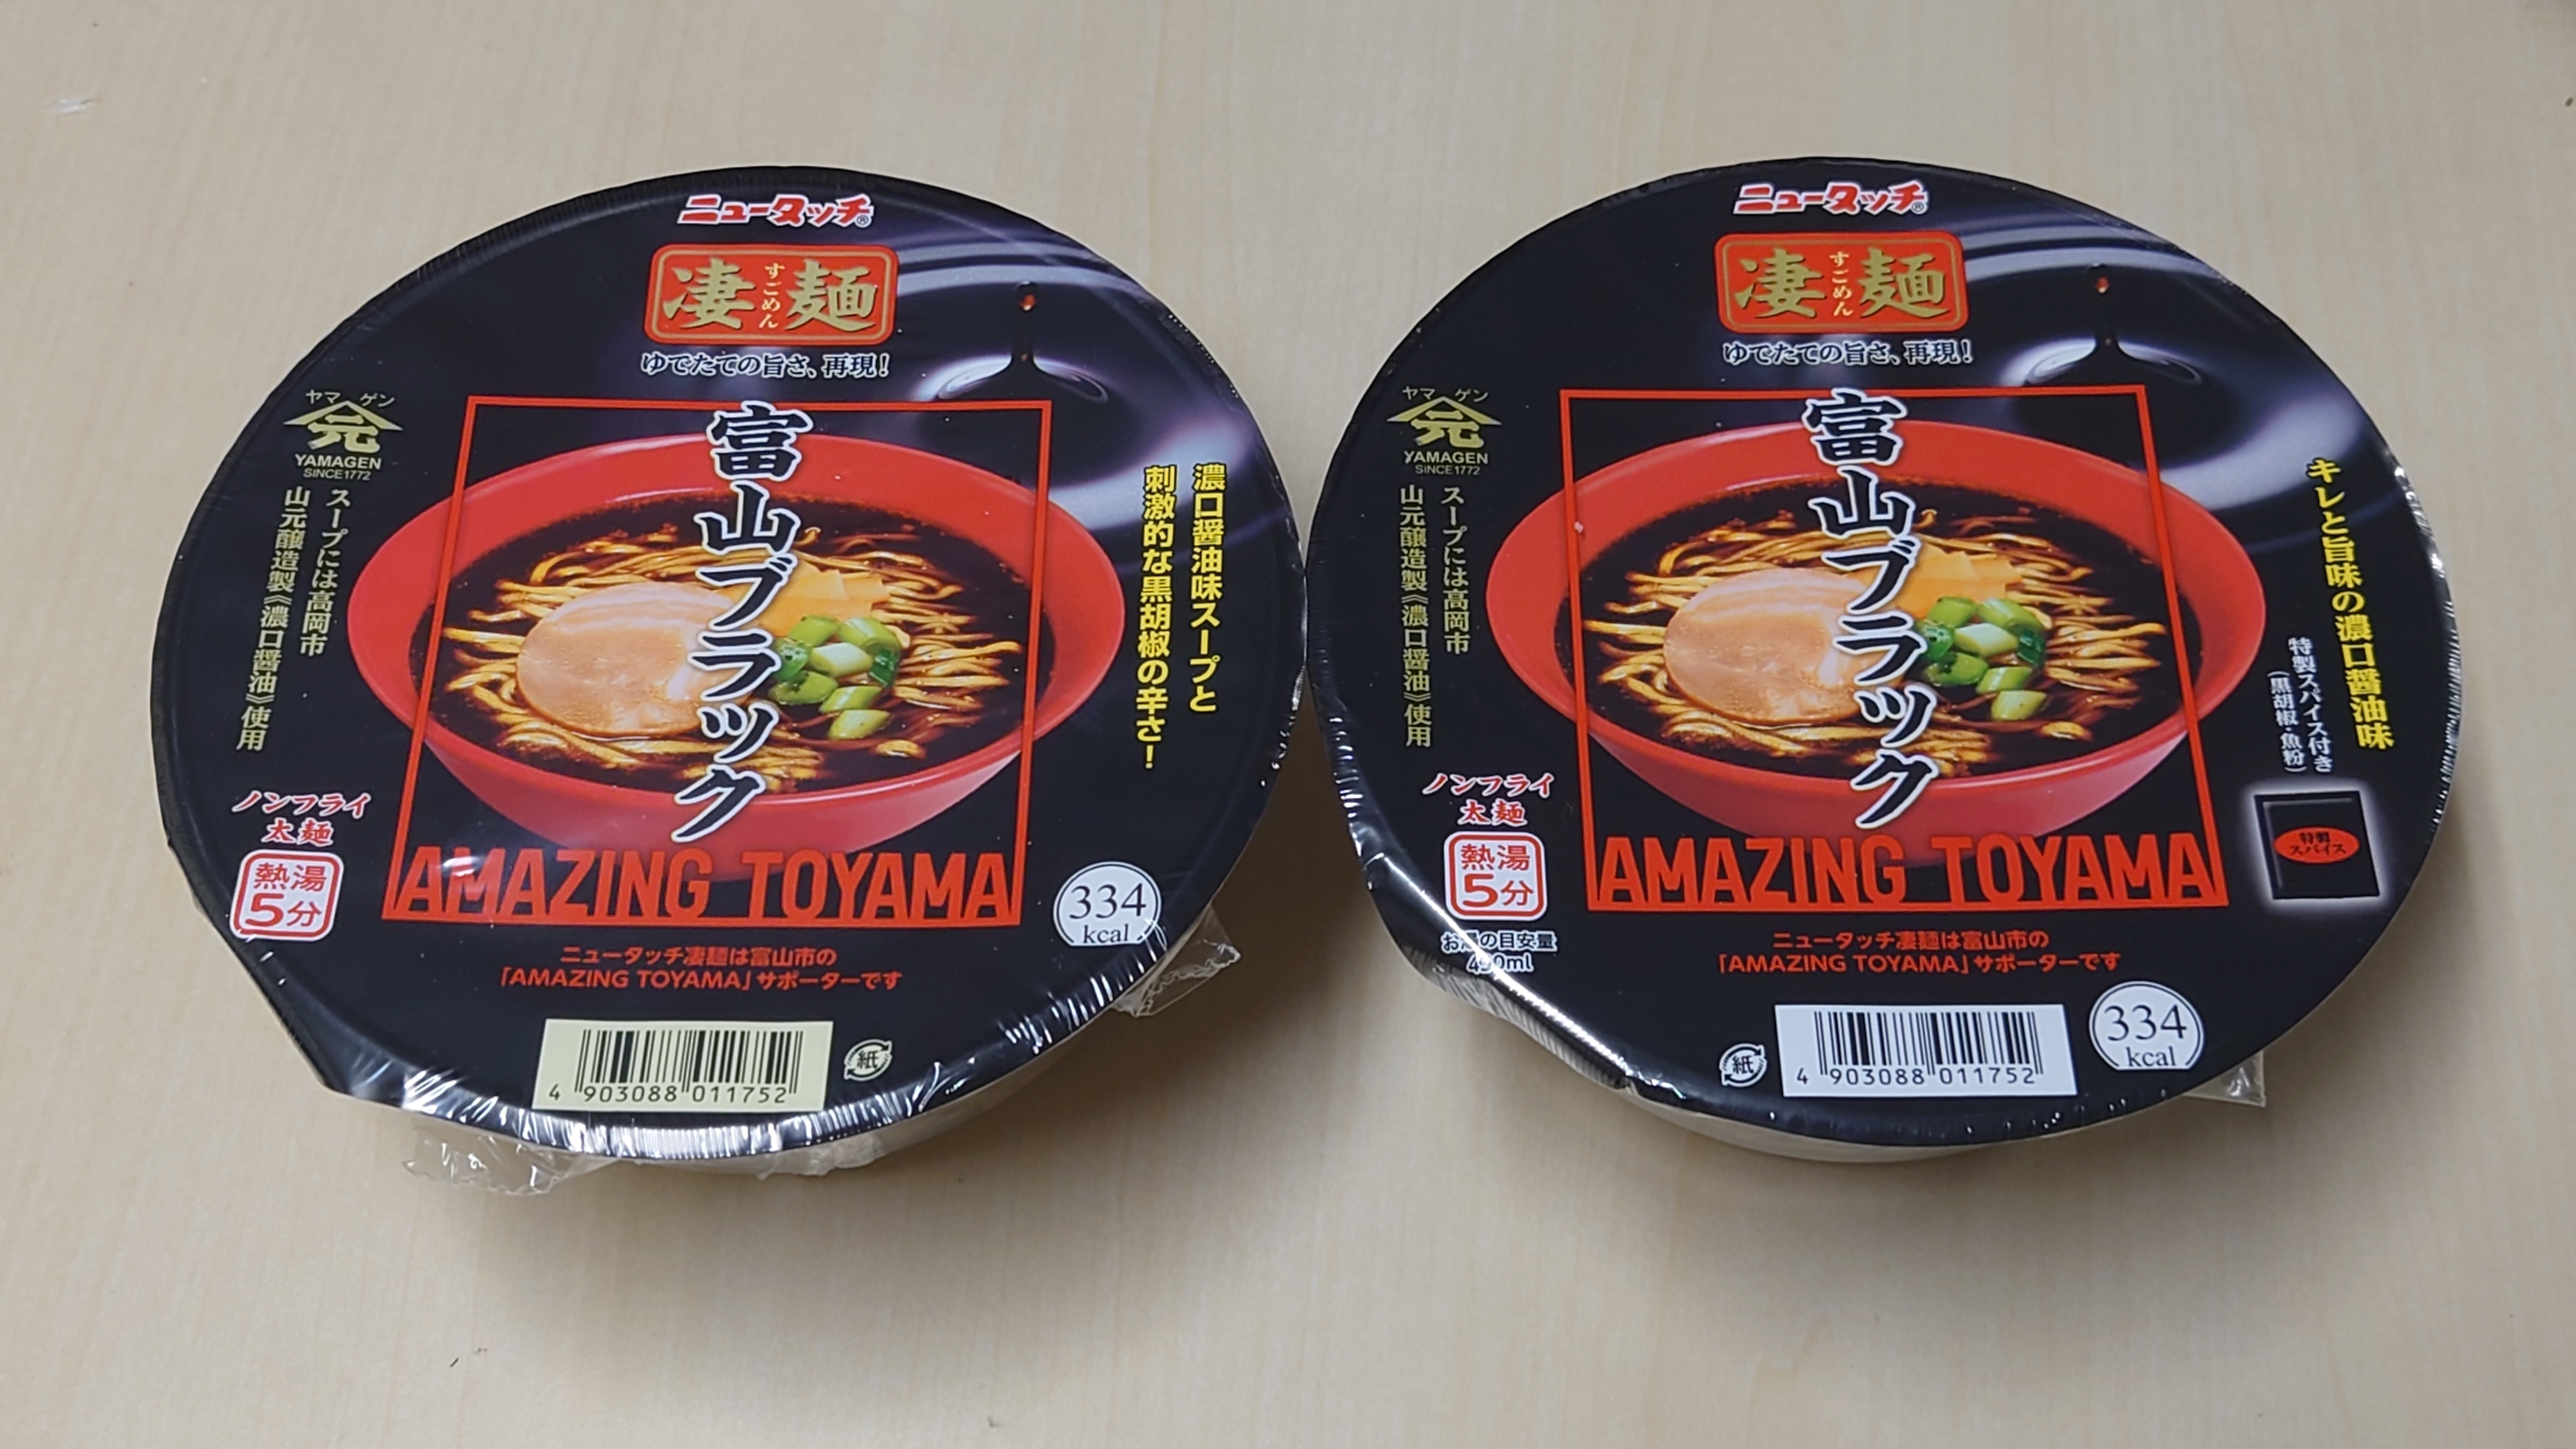 ニュータッチ®
凄麺
すごめん
ゆでたての旨さ、再現!
ヤマゲン
元
YAMAGEN
SINCE1772
スープには高岡市
山元醸造製《濃口醤油》使用
富山ブラック
濃口醤油味スープと
刺激的な黒胡椒の辛さ!
ノンフライ
太麺
熱湯
5分
AMAZING TOYAMA
334
kcal
ニュータッチ凄麺は富山市の
「AMAZING TOYAMA」サポーターです
4 903088 011752
紙
ニュータッチ®
凄麺
すごめん
ゆでたての旨さ、再現!
ヤマゲン
元
YAMAGEN
SINCE1772
スープには高岡市
山元醸造製《濃口醤油》使用
富山ブラック
キレと旨味の濃口醤油味
特製スパイス付き
(黒胡椒・魚粉)
特製
スパイス
ノンフライ
太麺
熱湯
5分
お湯の目安量
AMAZING TOYAMA
ニュータッチ凄麺は富山市の
「AMAZING TOYAMA」サポーターです
334
kcal
紙
4 903088 011752